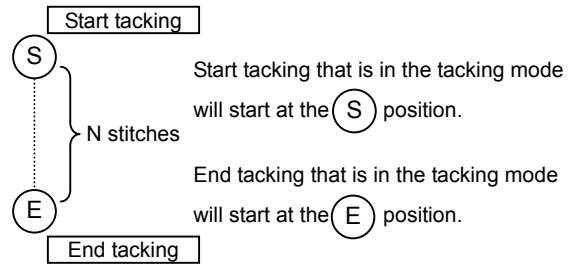 Start tacking
S
Start tacking that is in the tacking mode
will start at the S position.
N stitches
End tacking that is in the tacking mode
will start at the E position.
E
End tacking